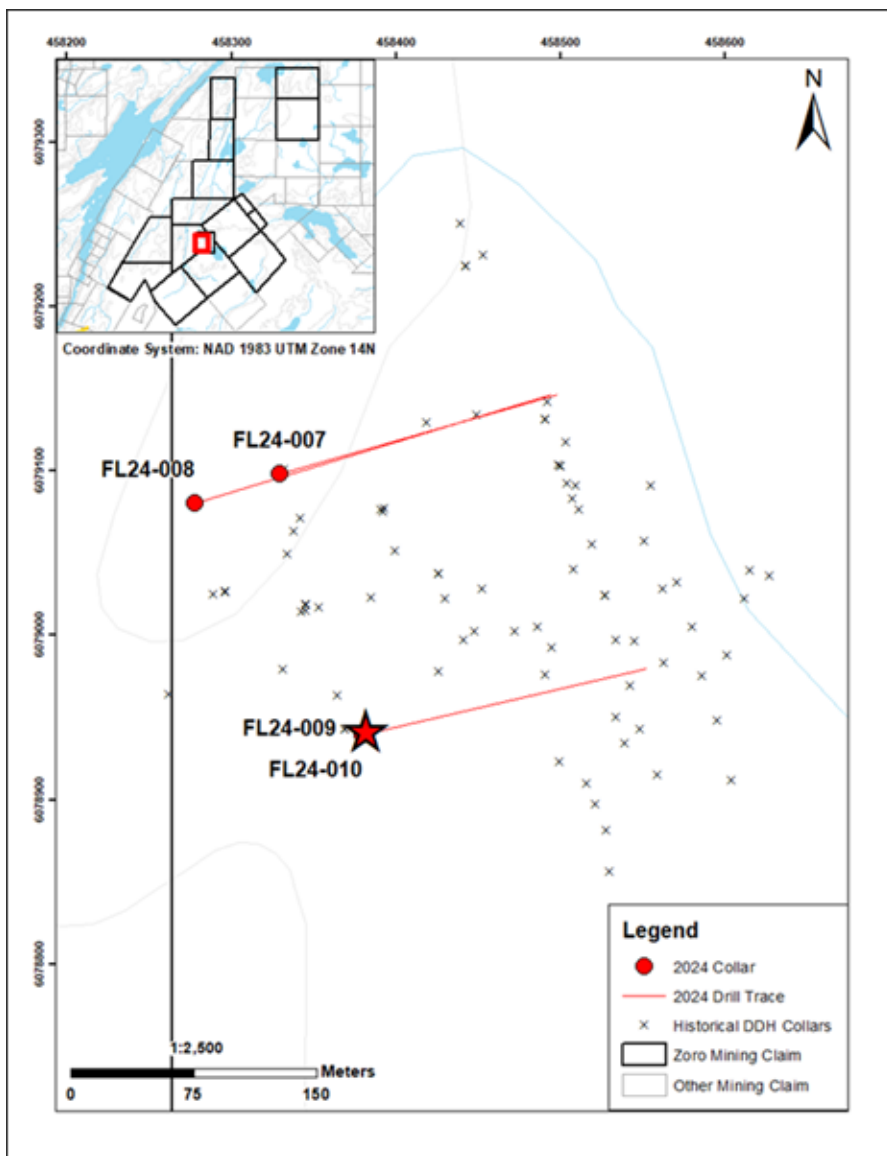 458200 458300 458400 458500 458600
6079300
6079200
6079100
6079000
6078900
6078800
N
Coordinate System: NAD 1983 UTM Zone 14N
FL24-007
FL24-008
FL24-009
FL24-010
Legend
2024 Collar
2024 Drill Trace
Historical DDH Collars
Zoro Mining Claim
Other Mining Claim
1:2,500
Meters
0 75 150